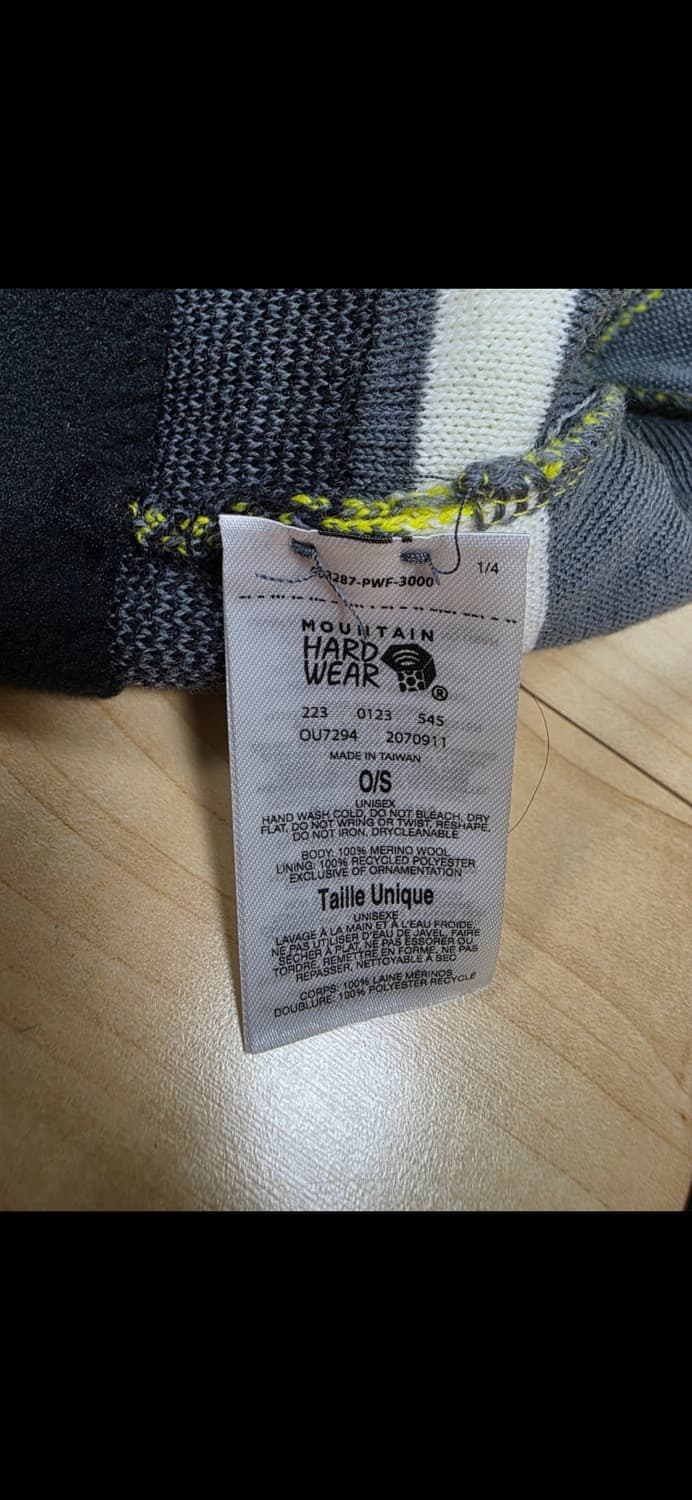 287-PWF-3000
1/4
MOUNTAIN
HARD
WEAR
®
223 0123 545
OU7294 2070911
MADE IN TAIWAN
O/S
UNISEX
HAND WASH COLD, DO NOT BLEACH, DRY
FLAT, DO NOT WRING OR TWIST, RESHAPE,
DO NOT IRON, DRYCLEANABLE
BODY: 100% MERINO WOOL
LINING: 100% RECYCLED POLYESTER
EXCLUSIVE OF ORNAMENTATION
Taille Unique
UNISEXE
LAVAGE À LA MAIN ET À L'EAU FROIDE,
NE PAS UTILISER D'EAU DE JAVEL, FAIRE
SÉCHER À PLAT, NE PAS ESSORER OU
TORDRE, REMETTRE EN FORME, NE PAS
REPASSER, NETTOYABLE À SEC
CORPS: 100% LAINE MÉRINOS
DOUBLURE: 100% POLYESTER RECYCLÉ